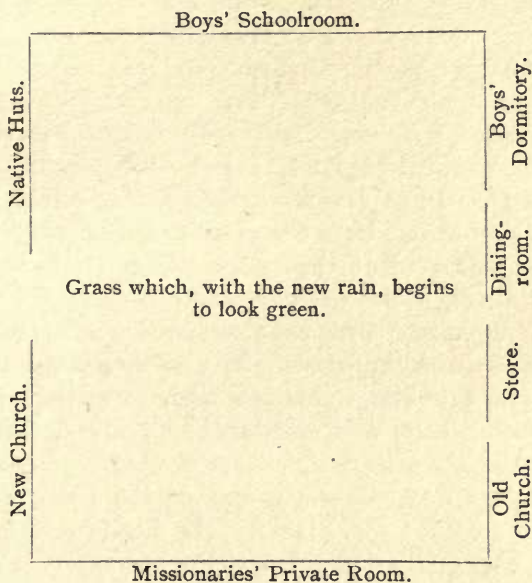 Boys' Schoolroom.
Native Huts.
Boys'
Dormitory.
Dining-
room.
Grass which, with the new rain, begins
to look green.
Store.
New Church.
Old
Church.
Missionaries' Private Room.